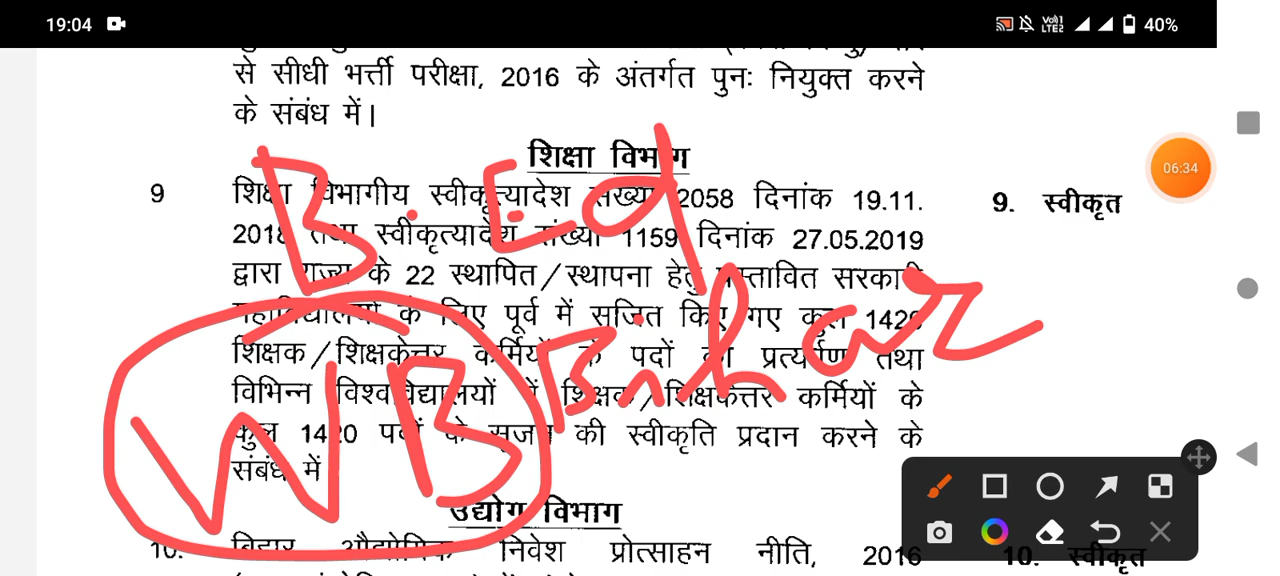 19:04 Vo)) LTE2 40%
से सीधी भर्त्ती परीक्षा, 2016 के अंतर्गत पुनः नियुक्त करने
के संबंध में।
शिक्षा विभाग
9 शिक्षा विभागीय स्वीकृत्यादेश संख्या 2058 दिनांक 19.11. 9. स्वीकृत
2018 तथा स्वीकृत्यादेश संख्या 1159 दिनांक 27.05.2019
द्वारा राज्य के 22 स्थापित/स्थापना हेतु प्रस्तावित सरकारी
महाविद्यालयों के लिए पूर्व में सृजित किए गए कुल 1420
शिक्षक/शिक्षकेत्तर कर्मियों के पदों का प्रत्यर्पण तथा
विभिन्न विश्वविद्यालयों में शिक्षक/शिक्षकेत्तर कर्मियों के
कुल 1420 पदों के सृजन की स्वीकृति प्रदान करने के
संबंध में
उद्योग विभाग
10. बिहार औद्योगिक निवेश प्रोत्साहन नीति, 2016 10. स्वीकृत
B. Ed
Bihar
WB
06:34